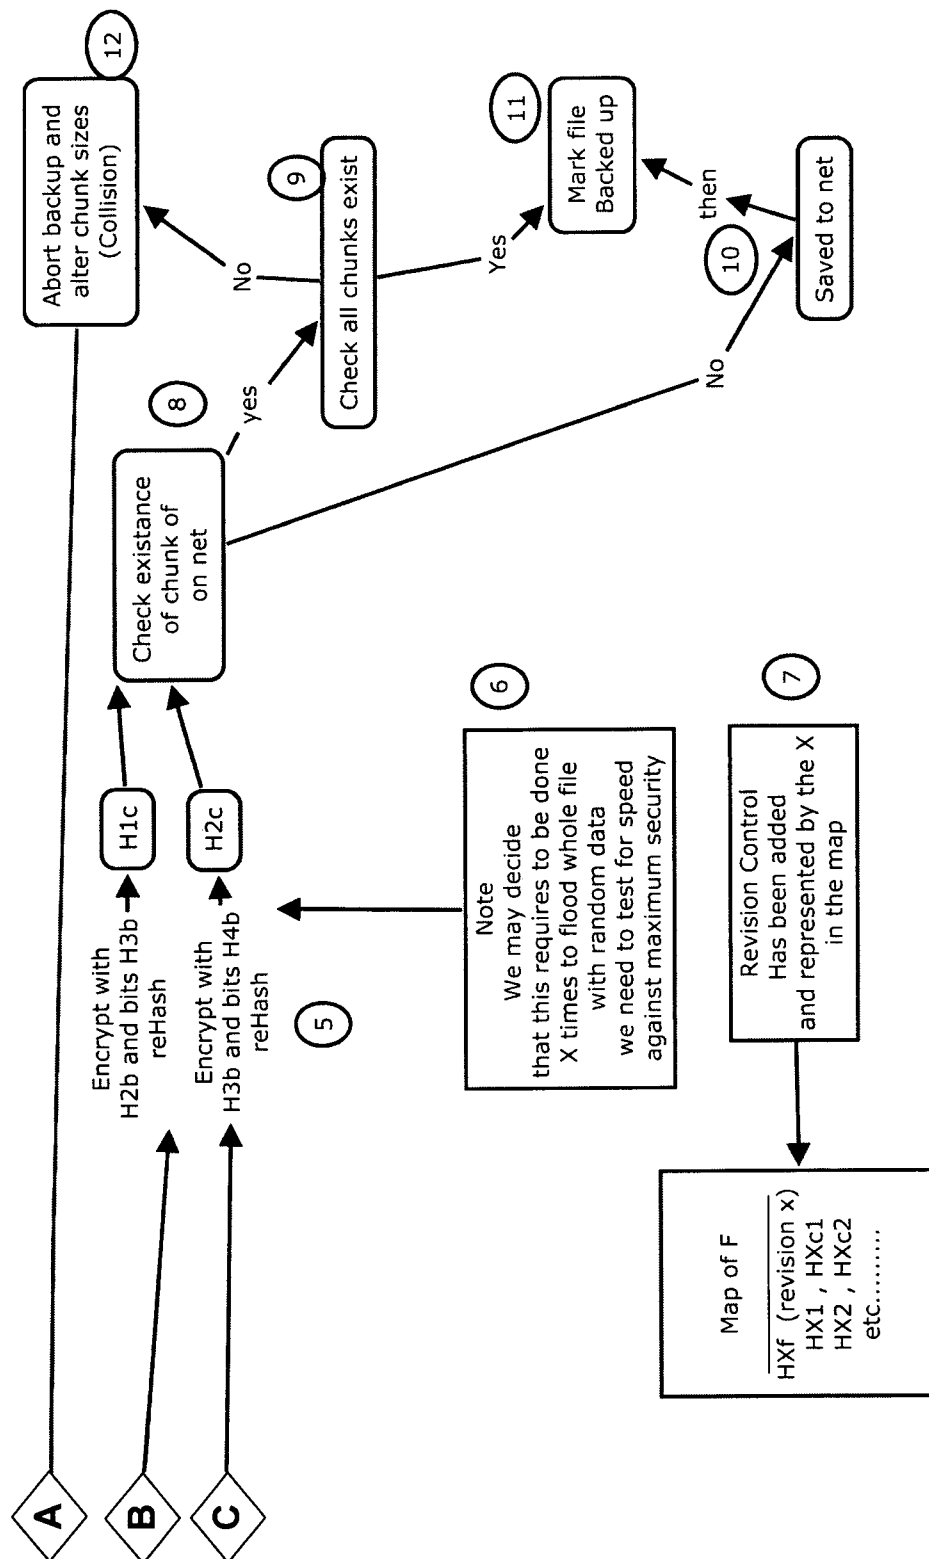 A
B
C
Encrypt with
H2b and bits H3b
reHash
H1c
Encrypt with
H3b and bits H4b
reHash
H2c
5
Check existance
of chunk of
on net
8
yes
No
Check all chunks exist
9
No
Yes
Abort backup and
alter chunk sizes
(Collision)
12
Mark file
Backed up
11
then
10
Saved to net
Note
We may decide
that this requires to be done
X times to flood whole file
with random data
we need to test for speed
against maximum security
6
Revision Control
Has been added
and represented by the X
in the map
7
Map of F
HXf (revision x)
HX1 , HXc1
HX2 , HXc2
etc.........